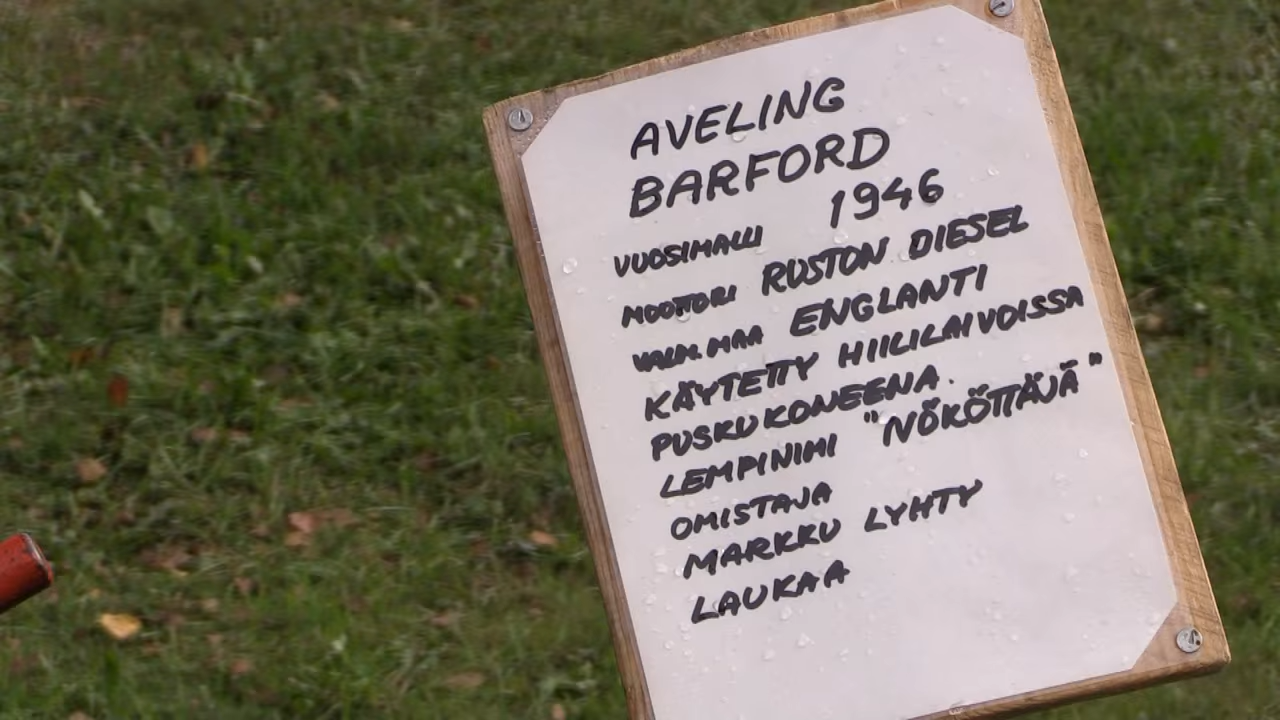 AVELING
BARFORD
VUOSIMALLI 1946
MOOTTORI RUSTON DIESEL
VALM. MAA ENGLANTI
KÄYTETTY HIILILAIVOISSA
PUSKUKONEENA.
LEMPINIMI "NÖKÖTTÄJÄ"
OMISTAJA
MARKKU LYHTY
LAUKAA